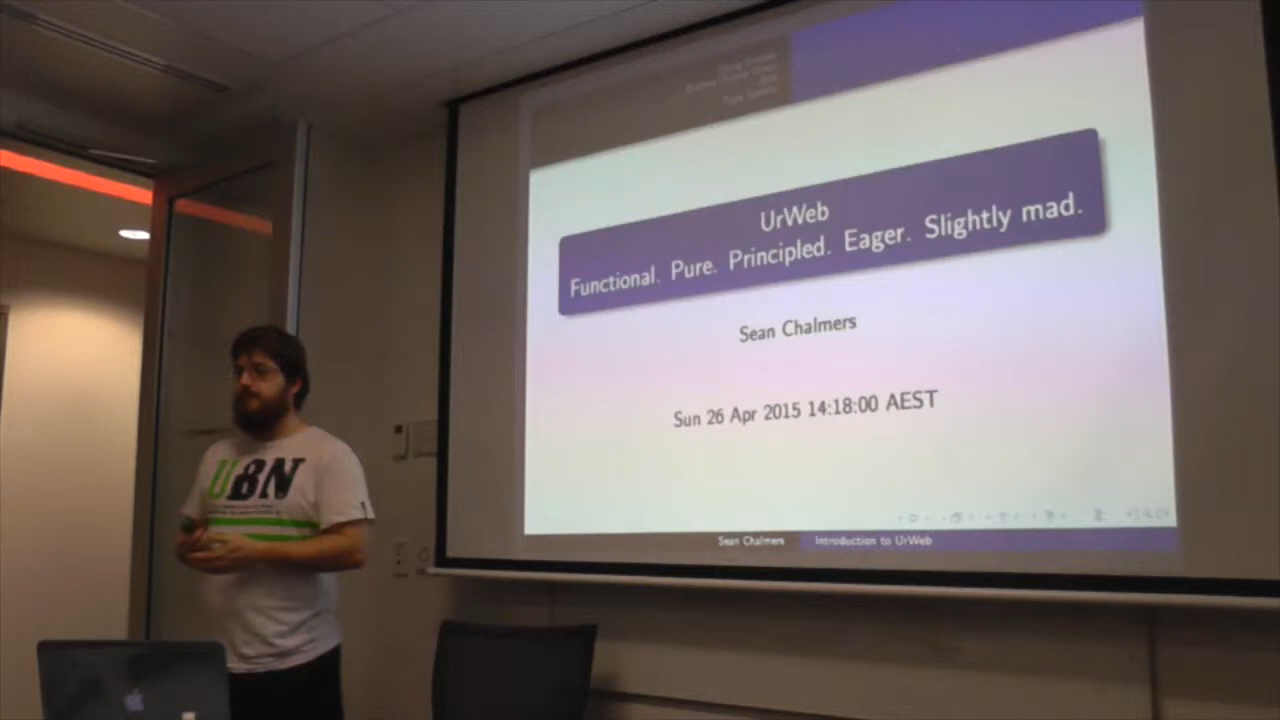 UrWeb
Functional. Pure. Principled. Eager. Slightly mad.
Sean Chalmers
Sun 26 Apr 2015 14:18:00 AEST
Sean Chalmers
Introduction to UrWeb
UBN